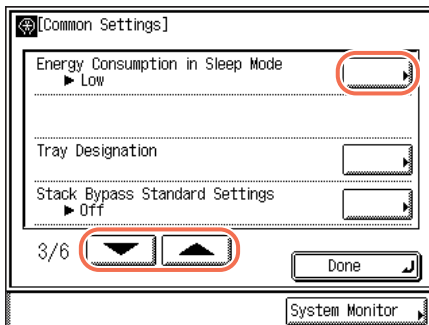 [Common Settings]
Energy Consumption in Sleep Mode
▶ Low
Tray Designation
Stack Bypass Standard Settings
▶ Off
3/6
Done
System Monitor